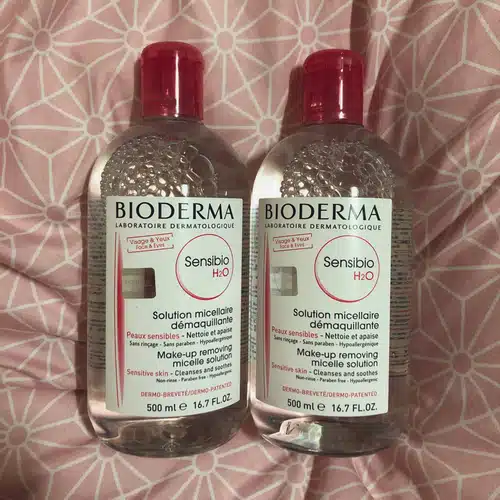 BIODERMA
LABORATOIRE DERMATOLOGIQUE
Visage & Yeux
Face & Eyes
Sensibio
H2O
Solution micellaire
démaquillante
Peaux sensibles - Nettoie et apaise
Sans rinçage - Sans paraben - Hypoallergénique
Make-up removing
micelle solution
Sensitive skin - Cleanses and soothes
Non-rinse - Paraben free - Hypoallergenic
DERMO-BREVETÉ/DERMO-PATENTED
500 ml e 16.7 FL.OZ.
BIODERMA
LABORATOIRE DERMATOLOGIQUE
Visage & Yeux
Face & Eyes
Sensibio
H2O
Solution micellaire
démaquillante
Peaux sensibles - Nettoie et apaise
Sans rinçage - Sans paraben - Hypoallergénique
Make-up removing
micelle solution
Sensitive skin - Cleanses and soothes
Non-rinse - Paraben free - Hypoallergenic
DERMO-BREVETÉ/DERMO-PATENTED
500 ml e 16.7 FL.OZ.